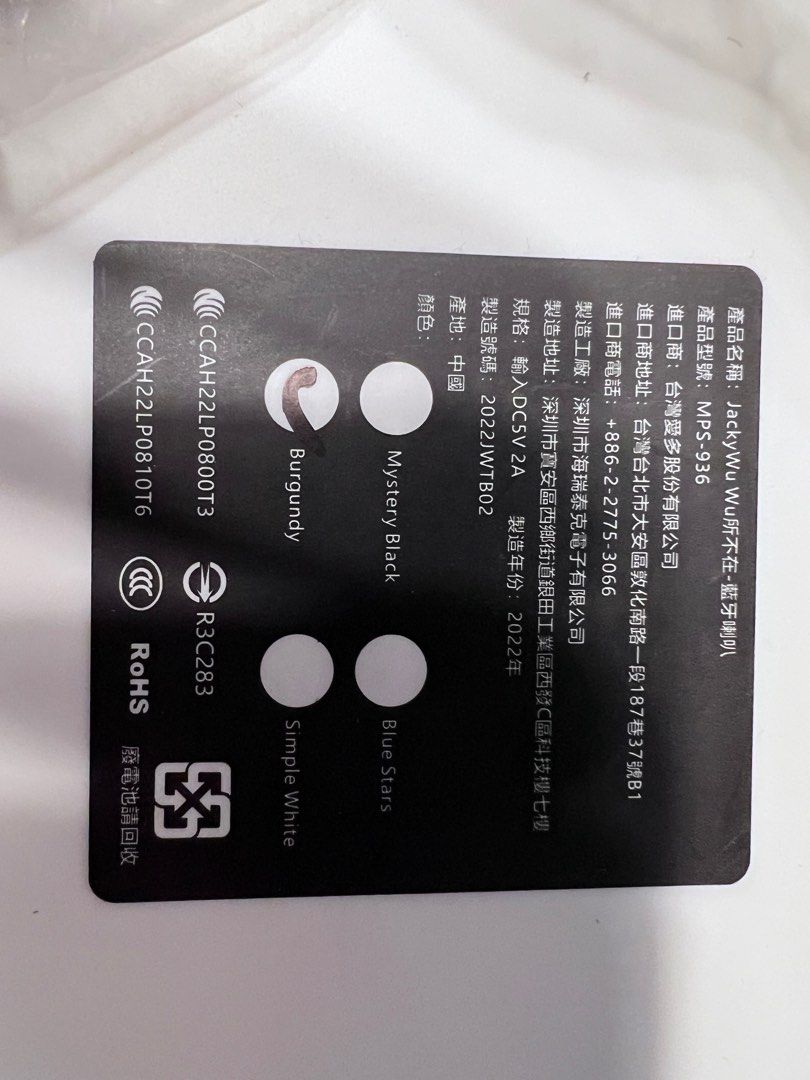 產品名稱：JackyWu Wu所不在-藍牙喇叭
產品型號：MPS-936
進口商：台灣愛多股份有限公司
進口商地址：台灣台北市大安區敦化南路一段187巷37號B1
進口商電話：+886-2-2775-3066
製造工廠：深圳市海瑞泰克電子有限公司
製造地址：深圳市寶安區西鄉街道銀田工業區西發C區科技樓七樓
規格：輸入DC5V 2A 製造年份：2022年
製造號碼：2022JWTB02
產地：中國
顏色：
Mystery Black
Blue Stars
Burgundy
Simple White
CCAH22LP0800T3
R3C283
CCAH22LP0810T6
RoHS
廢電池請回收